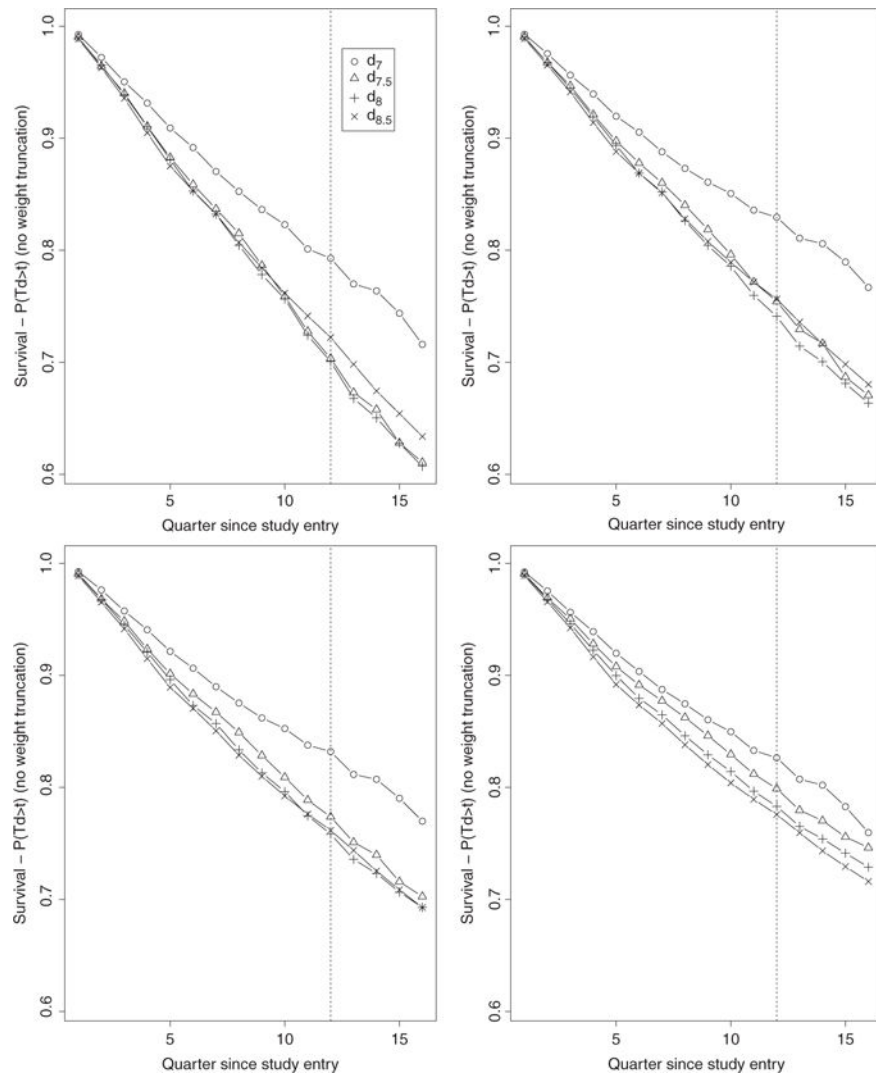 Survival − P(Td>t) (no weight truncation)
1.0
0.9
0.8
0.7
0.6
d7
d7.5
d8
d8.5
5
10
15
Quarter since study entry
Survival − P(Td>t) (no weight truncation)
1.0
0.9
0.8
0.7
0.6
5
10
15
Quarter since study entry
Survival − P(Td>t) (no weight truncation)
1.0
0.9
0.8
0.7
0.6
5
10
15
Quarter since study entry
Survival − P(Td>t) (no weight truncation)
1.0
0.9
0.8
0.7
0.6
5
10
15
Quarter since study entry